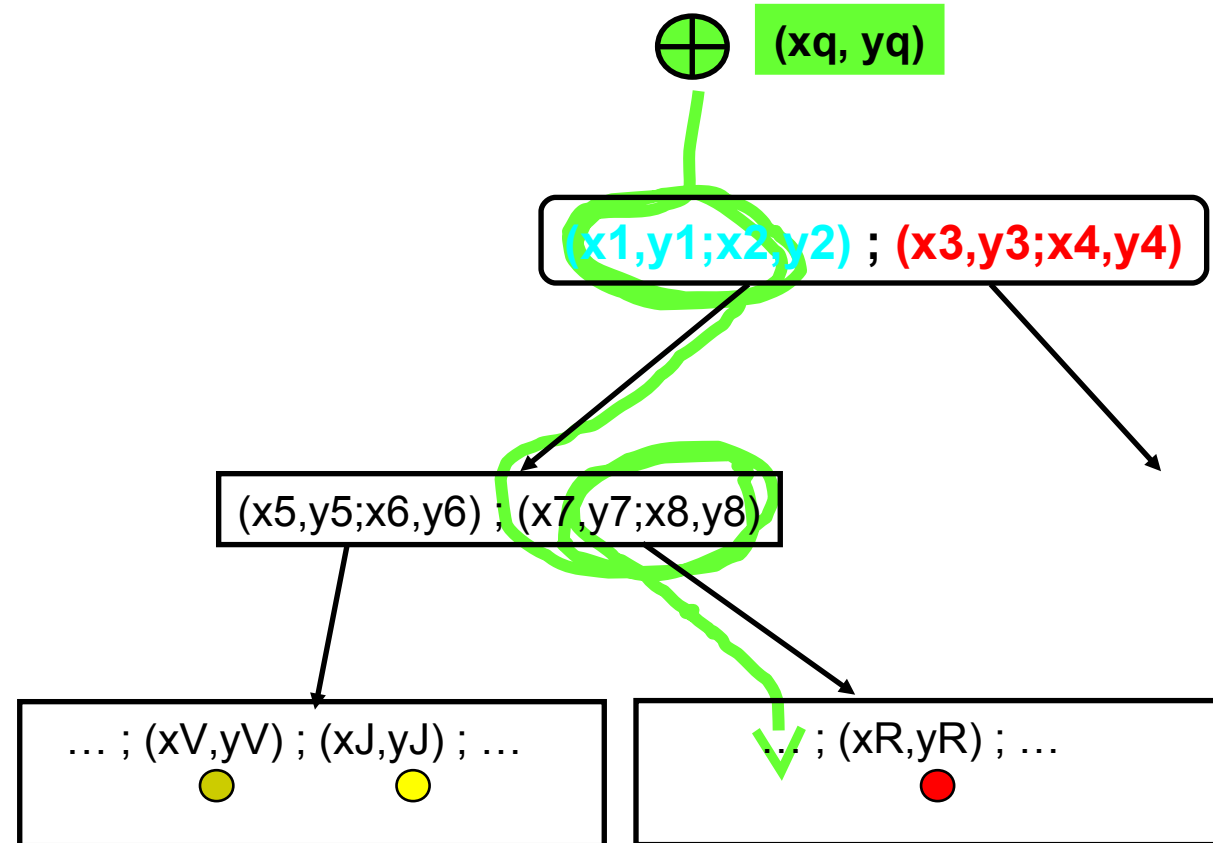 (xq, yq)
(x1,y1;x2,y2) ; (x3,y3;x4,y4)
(x5,y5;x6,y6) ; (x7,y7;x8,y8)
… ; (xV,yV) ; (xJ,yJ) ; …
… ; (xR,yR) ; …